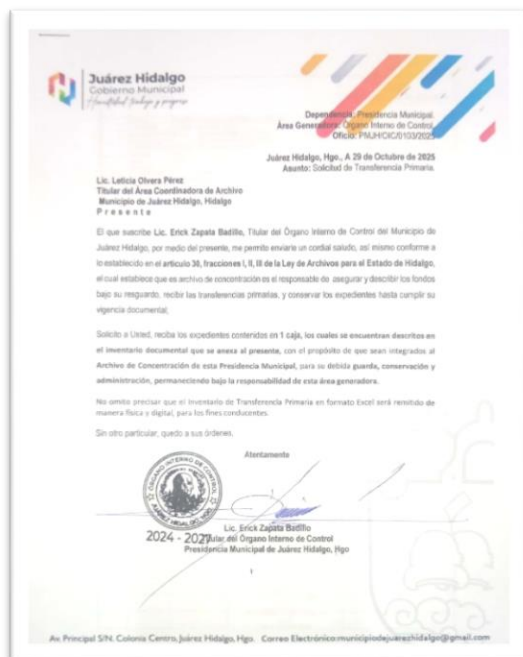 Juárez Hidalgo
Gobierno Municipal
Humildad trabajo y progreso
Dependencia: Presidencia Municipal.
Área Generadora: Órgano Interno de Control.
Oficio: PMJH/OIC/0103/2025
Juárez Hidalgo, Hgo., A 29 de Octubre de 2025
Asunto: Solicitud de Transferencia Primaria.
Lic. Leticia Olvera Pérez
Titular del Área Coordinadora de Archivo
Municipio de Juárez Hidalgo, Hidalgo
P r e s e n t e
El que suscribe Lic. Erick Zapata Badillo, Titular del Órgano Interno de Control del Municipio de
Juárez Hidalgo, por medio del presente, me permito enviarle un cordial saludo, así mismo conforme a
lo establecido en el artículo 30, fracciones I, II, III de la Ley de Archivos para el Estado de Hidalgo,
el cual establece que es archivo de concentración es el responsable de asegurar y describir los fondos
bajo su resguardo, recibir las transferencias primarias, y conservar los expedientes hasta cumplir su
vigencia documental.
Solicito a Usted, reciba los expedientes contenidos en 1 caja, los cuales se encuentran descritos en
el inventario documental que se anexa al presente, con el propósito de que sean integrados al
Archivo de Concentración de esta Presidencia Municipal, para su debida guarda, conservación y
administración, permaneciendo bajo la responsabilidad de esta área generadora.
No omito precisar que el Inventario de Transferencia Primaria en formato Excel será remitido de
manera física y digital, para los fines conducentes.
Sin otro particular, quedo a sus órdenes.
Atentamente
ÓRGANO INTERNO DE CONTROL
JUÁREZ HIDALGO, HGO.
2024 - 2027
Lic. Erick Zapata Badillo
Titular del Órgano Interno de Control
Presidencia Municipal de Juárez Hidalgo, Hgo
Av. Principal S/N. Colonia Centro, Juárez Hidalgo, Hgo. Correo Electrónico:municipiodejuarezhidalgo@gmail.com